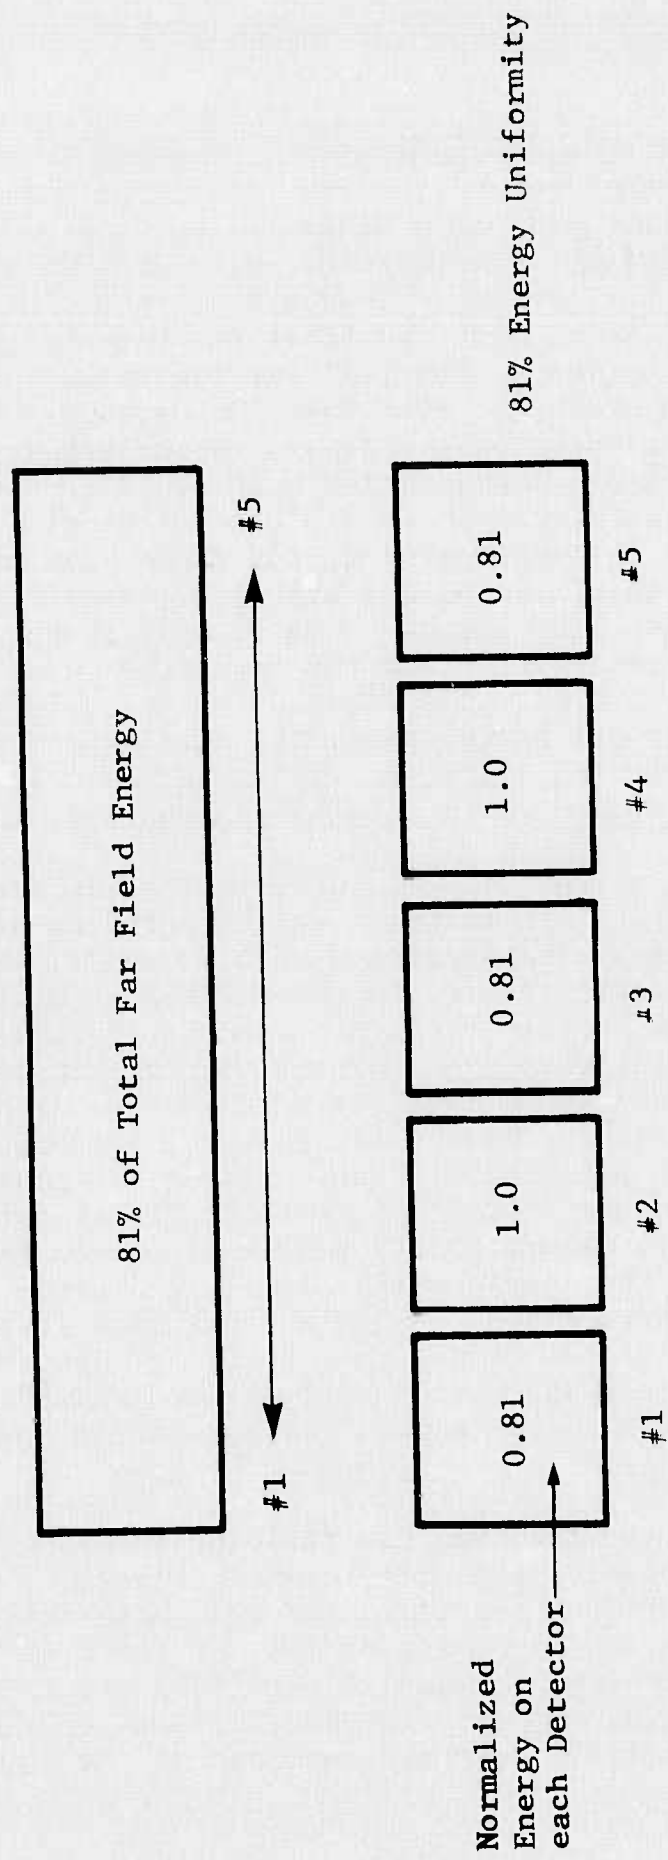 81% of Total Far Field Energy
#1
#5
Normalized
Energy on
each Detector
0.81
1.0
0.81
1.0
0.81
81% Energy Uniformity
#1
#2
#3
#4
#5